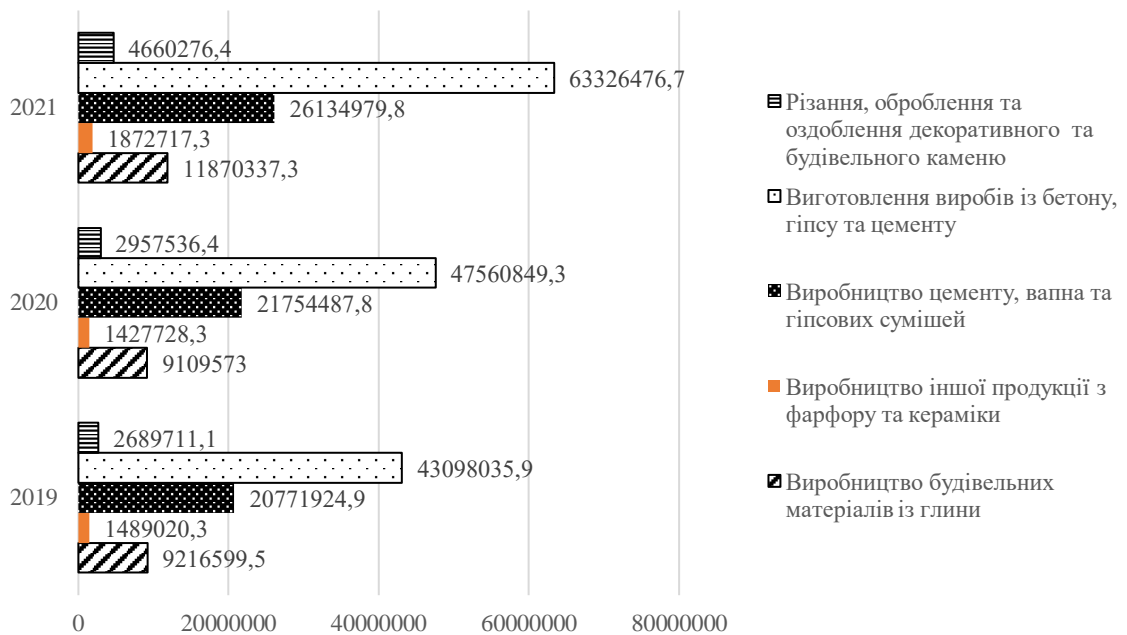 4660276,4
63326476,7
2021
26134979,8
1872717,3
11870337,3
2957536,4
47560849,3
2020
21754487,8
1427728,3
9109573
2689711,1
43098035,9
2019
20771924,9
1489020,3
9216599,5
0 20000000 40000000 60000000 80000000
Різання, оброблення та
оздоблення декоративного та
будівельного каменю
Виготовлення виробів із бетону,
гіпсу та цементу
Виробництво цементу, вапна та
гіпсових сумішей
Виробництво іншої продукції з
фарфору та кераміки
Виробництво будівельних
матеріалів із глини